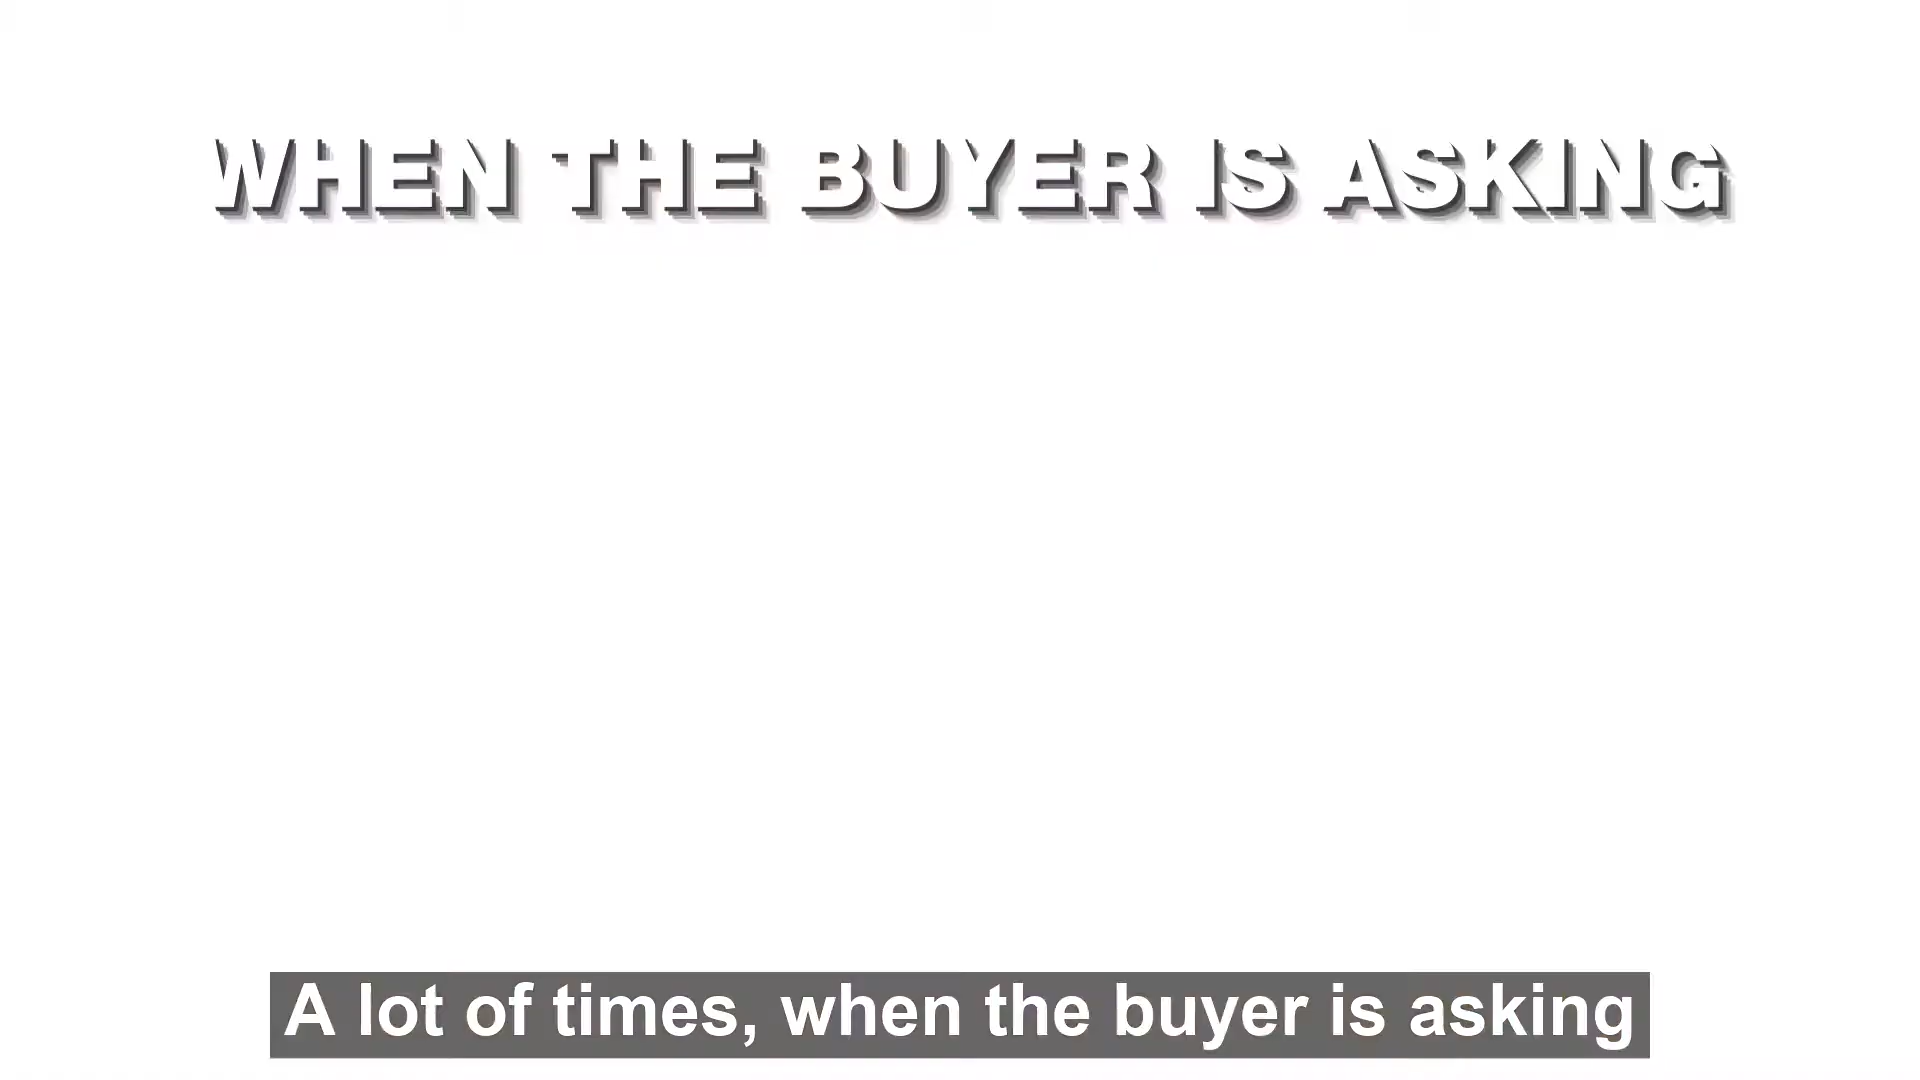 WHEN THE BUYER IS ASKING
A lot of times, when the buyer is asking